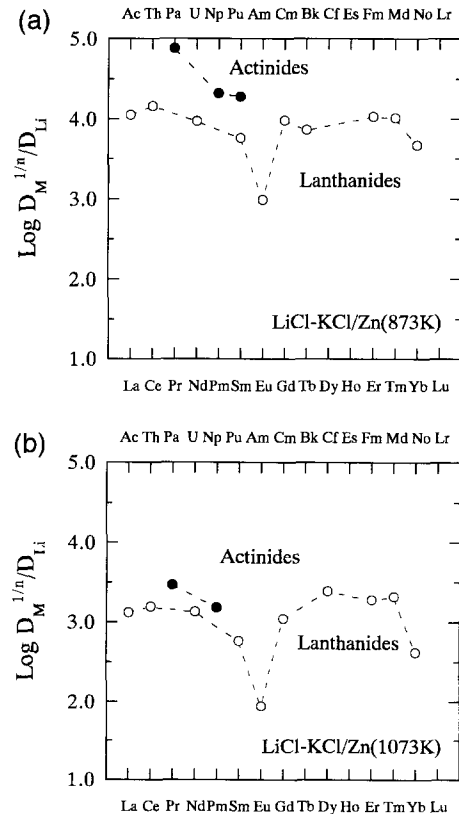 (a)
Ac Th Pa U Np Pu Am Cm Bk Cf Es Fm Md No Lr
5.0
4.0
3.0
2.0
1.0
Log D_M^1/n/D_Li
Actinides
Lanthanides
LiCl-KCl/Zn(873K)
La Ce Pr Nd Pm Sm Eu Gd Tb Dy Ho Er Tm Yb Lu
(b)
Ac Th Pa U Np Pu Am Cm Bk Cf Es Fm Md No Lr
5.0
4.0
3.0
2.0
1.0
Log D_M^1/n/D_Li
Actinides
Lanthanides
LiCl-KCl/Zn(1073K)
La Ce Pr Nd Pm Sm Eu Gd Tb Dy Ho Er Tm Yb Lu